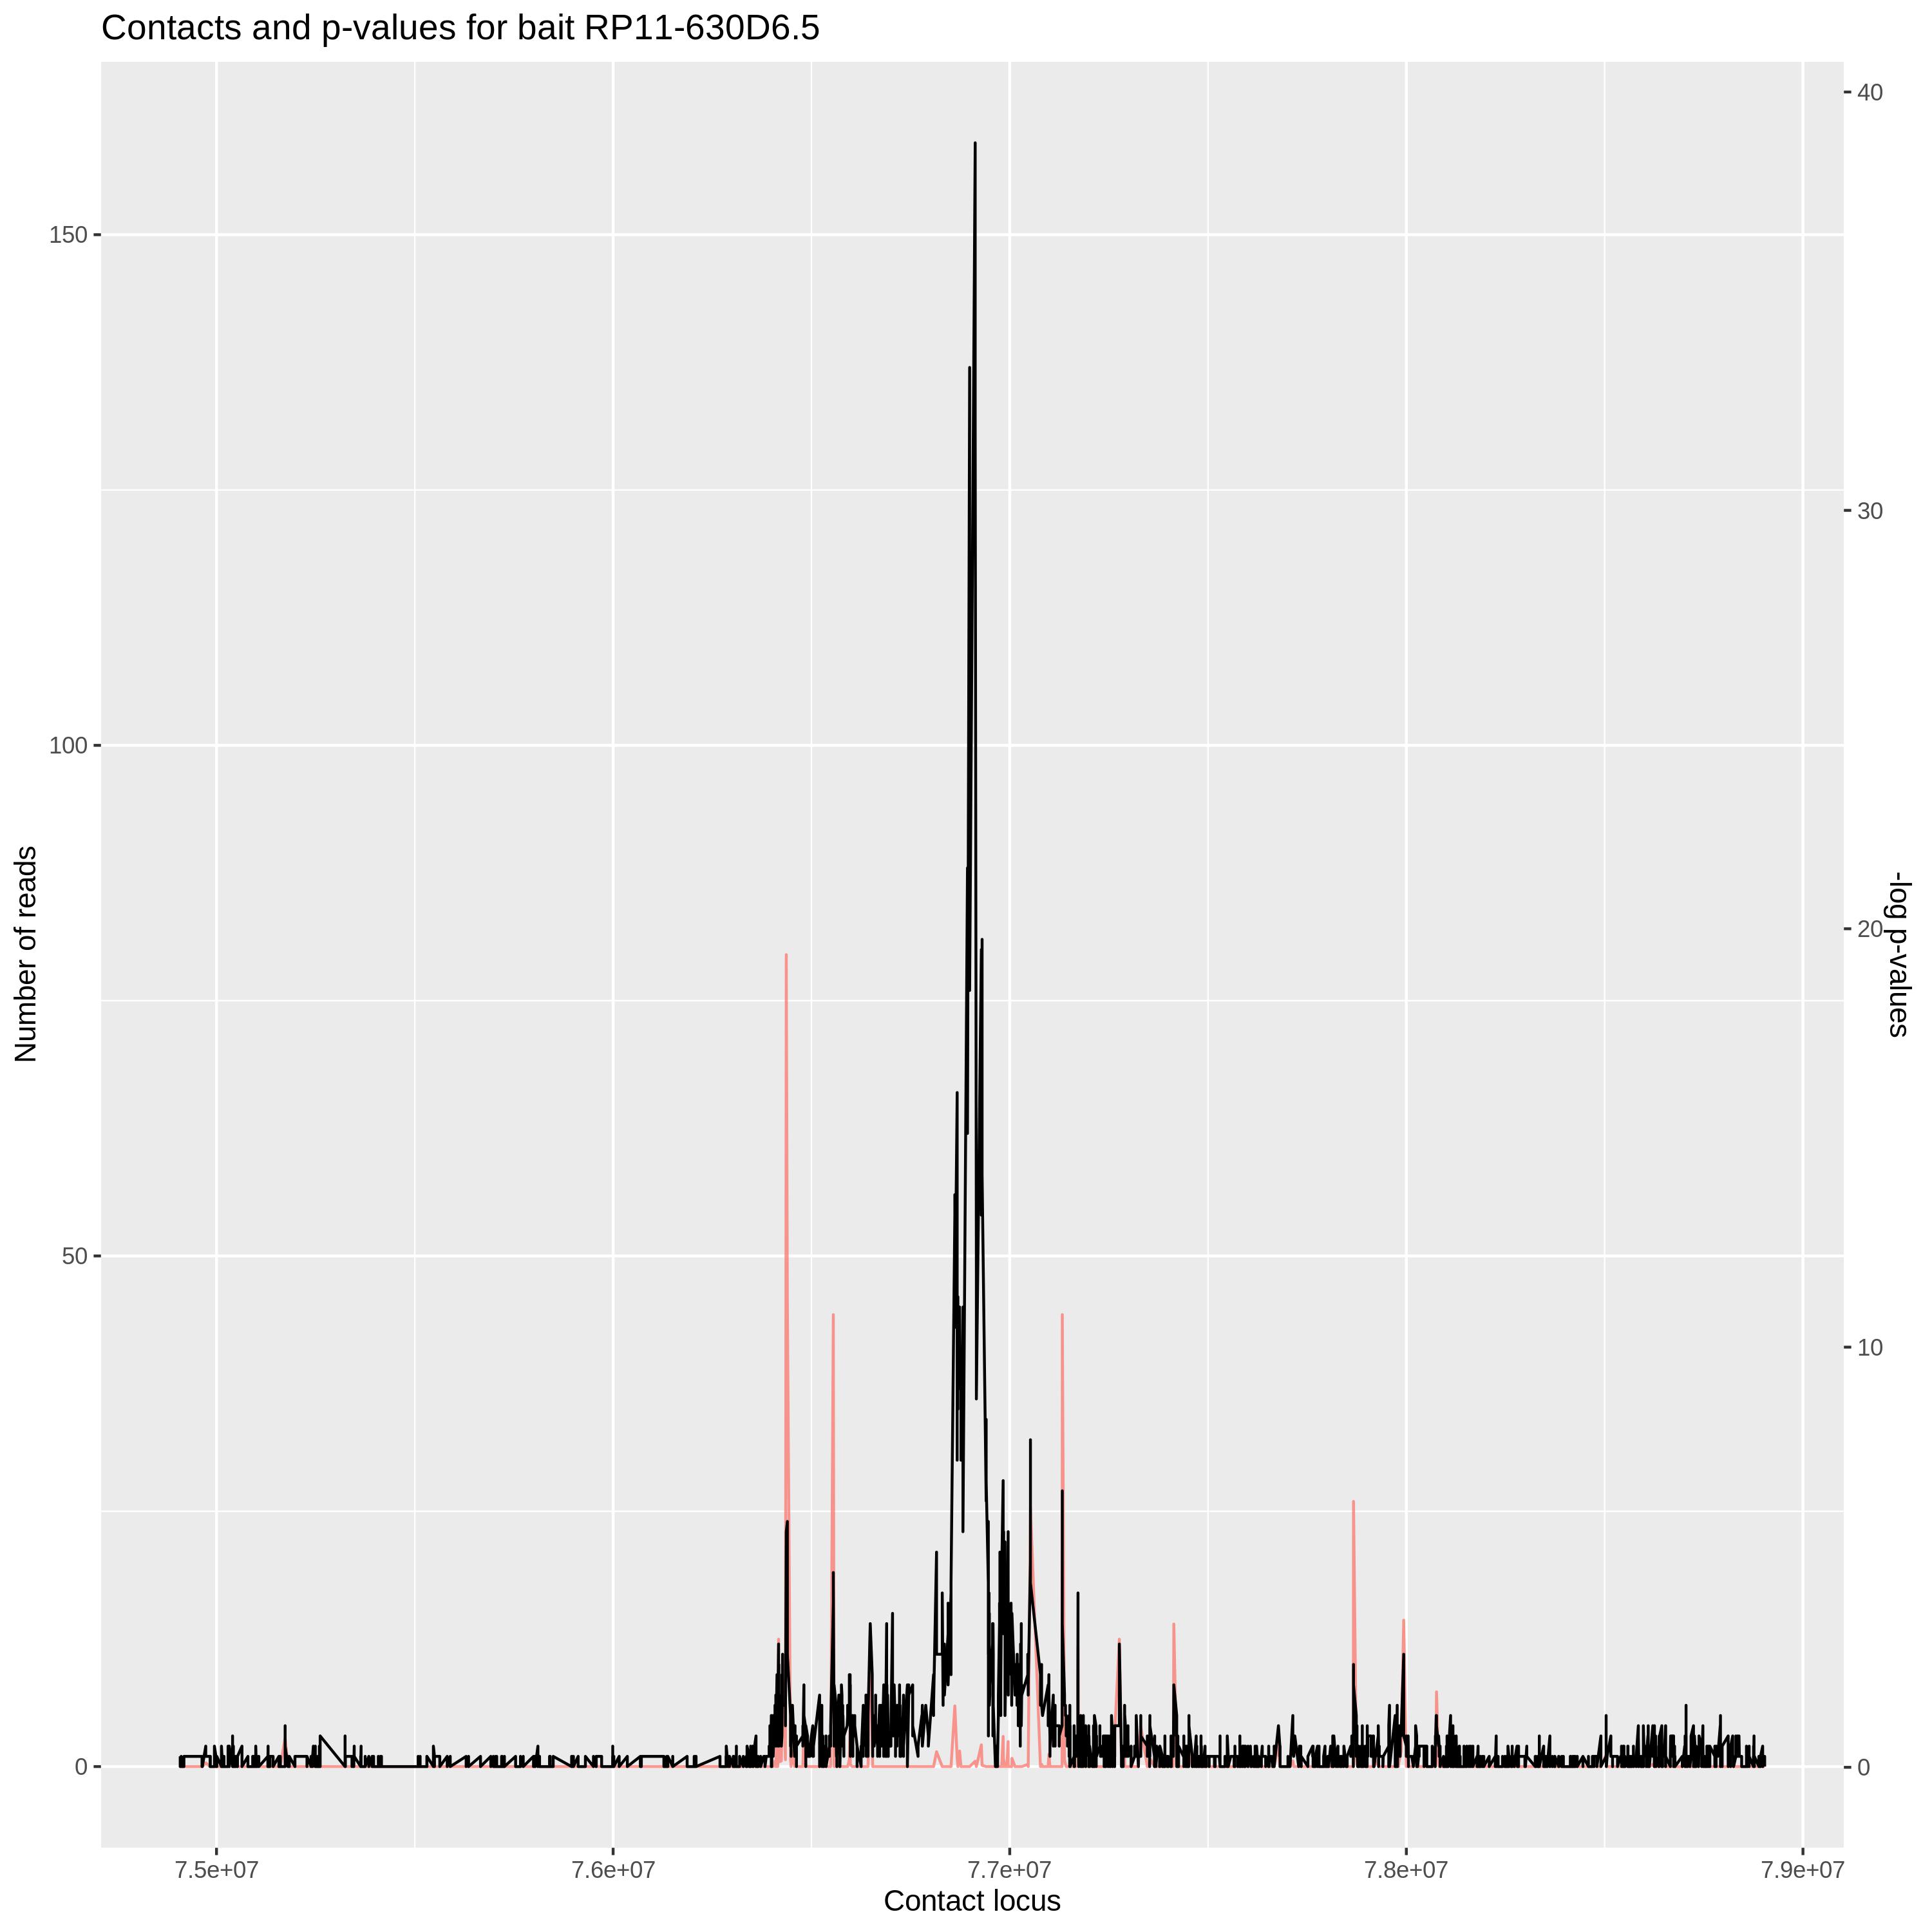 Contacts and p-values for bait RP11-630D6.5
150
100
50
0
Number of reads
40
30
20
10
0
-log p-values
7.5e+07
7.6e+07
7.7e+07
7.8e+07
7.9e+07
Contact locus